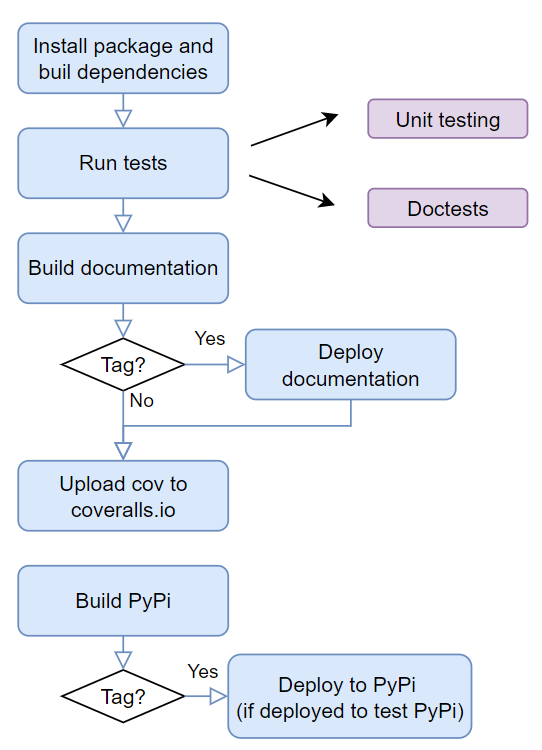 Install package and
buil dependencies
Run tests
Unit testing
Doctests
Build documentation
Tag?
Yes
Deploy
documentation
No
Upload cov to
coveralls.io
Build PyPi
Tag?
Yes
Deploy to PyPi
(if deployed to test PyPi)